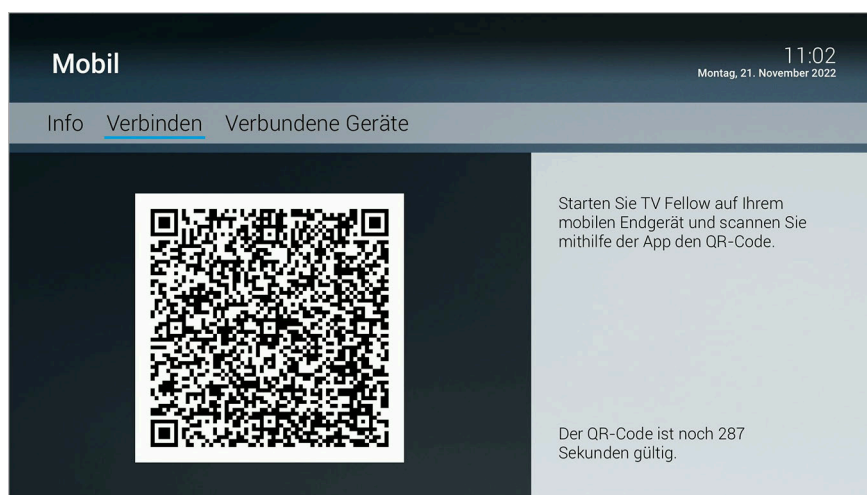 Mobil
11:02
Montag, 21. November 2022
Info Verbinden Verbundene Geräte
Starten Sie TV Fellow auf Ihrem
mobilen Endgerät und scannen Sie
mithilfe der App den QR-Code.
Der QR-Code ist noch 287
Sekunden gültig.